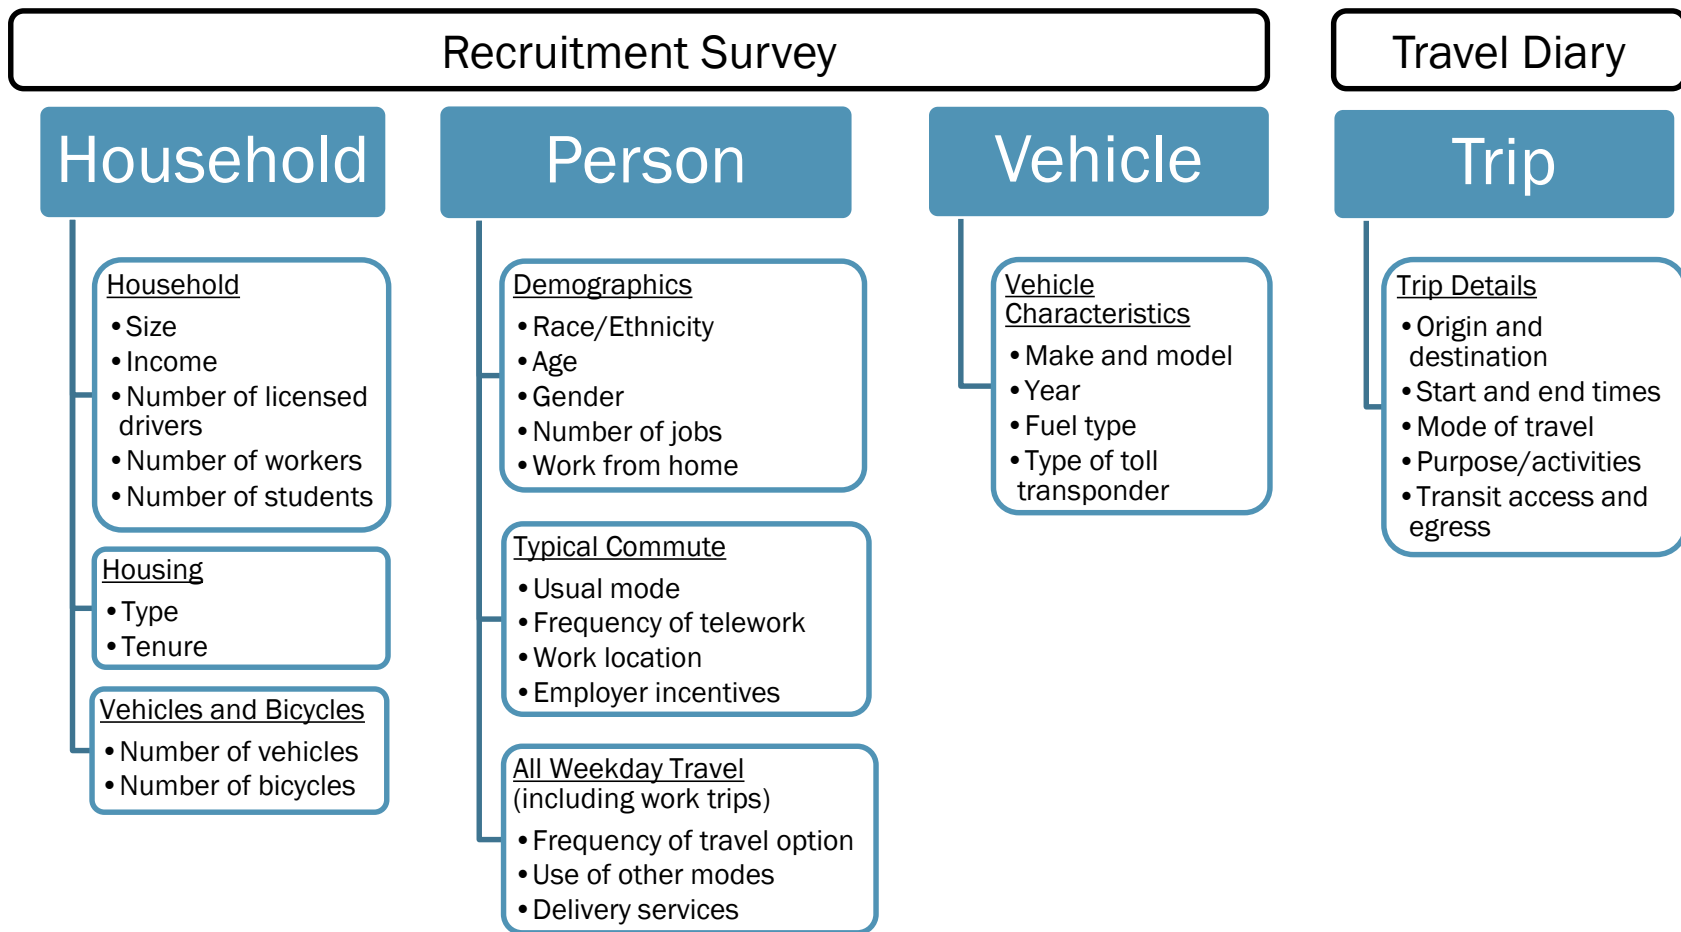 Recruitment Survey
Travel Diary
Household
Person
Vehicle
Trip
Household
•Size
•Income
•Number of licensed
drivers
•Number of workers
•Number of students
Housing
•Type
•Tenure
Vehicles and Bicycles
•Number of vehicles
•Number of bicycles
Demographics
•Race/Ethnicity
•Age
•Gender
•Number of jobs
•Work from home
Typical Commute
•Usual mode
•Frequency of telework
•Work location
•Employer incentives
All Weekday Travel
(including work trips)
•Frequency of travel option
•Use of other modes
•Delivery services
Vehicle
Characteristics
•Make and model
•Year
•Fuel type
•Type of toll
transponder
Trip Details
•Origin and
destination
•Start and end times
•Mode of travel
•Purpose/activities
•Transit access and
egress